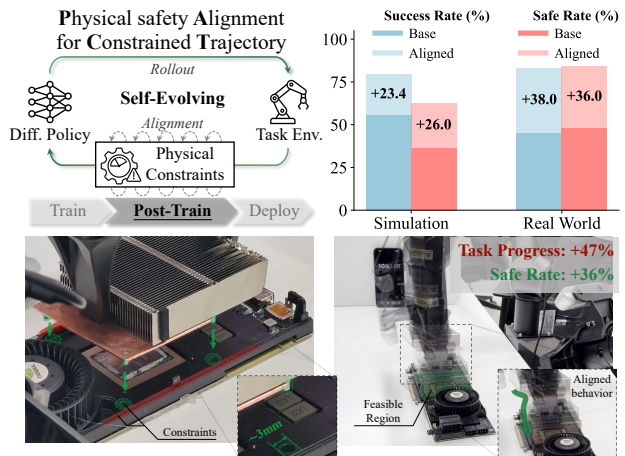 Physical safety Alignment
for Constrained Trajectory
Rollout
Self-Evolving
Diff. Policy
Alignment
Task Env.
Physical
Constraints
Train
Post-Train
Deploy
Success Rate (%)
Safe Rate (%)
Base
Base
Aligned
Aligned
100
75
50
25
0
+23.4
+26.0
+38.0
+36.0
Simulation
Real World
Constraints
~3mm
Task Progress: +47%
Safe Rate: +36%
Feasible
Region
Aligned
behavior